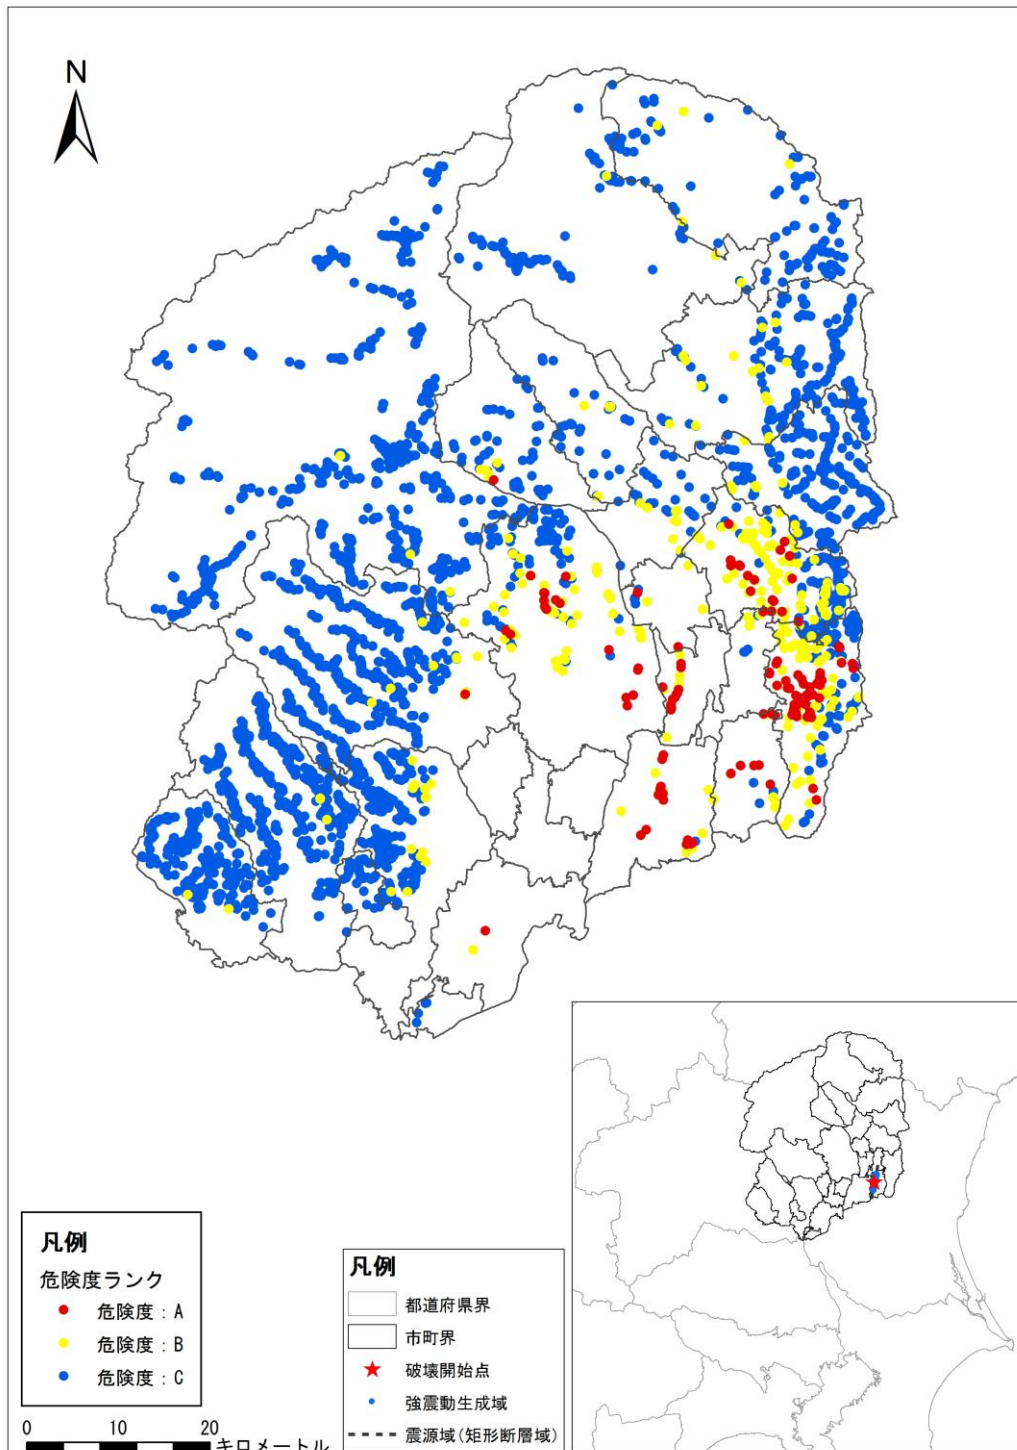 N
凡例
危険度ランク
危険度：A
危険度：B
危険度：C
0 10 20
キロメートル
凡例
都道府県界
市町界
破壊開始点
強震動生成域
震源域(矩形断層域)